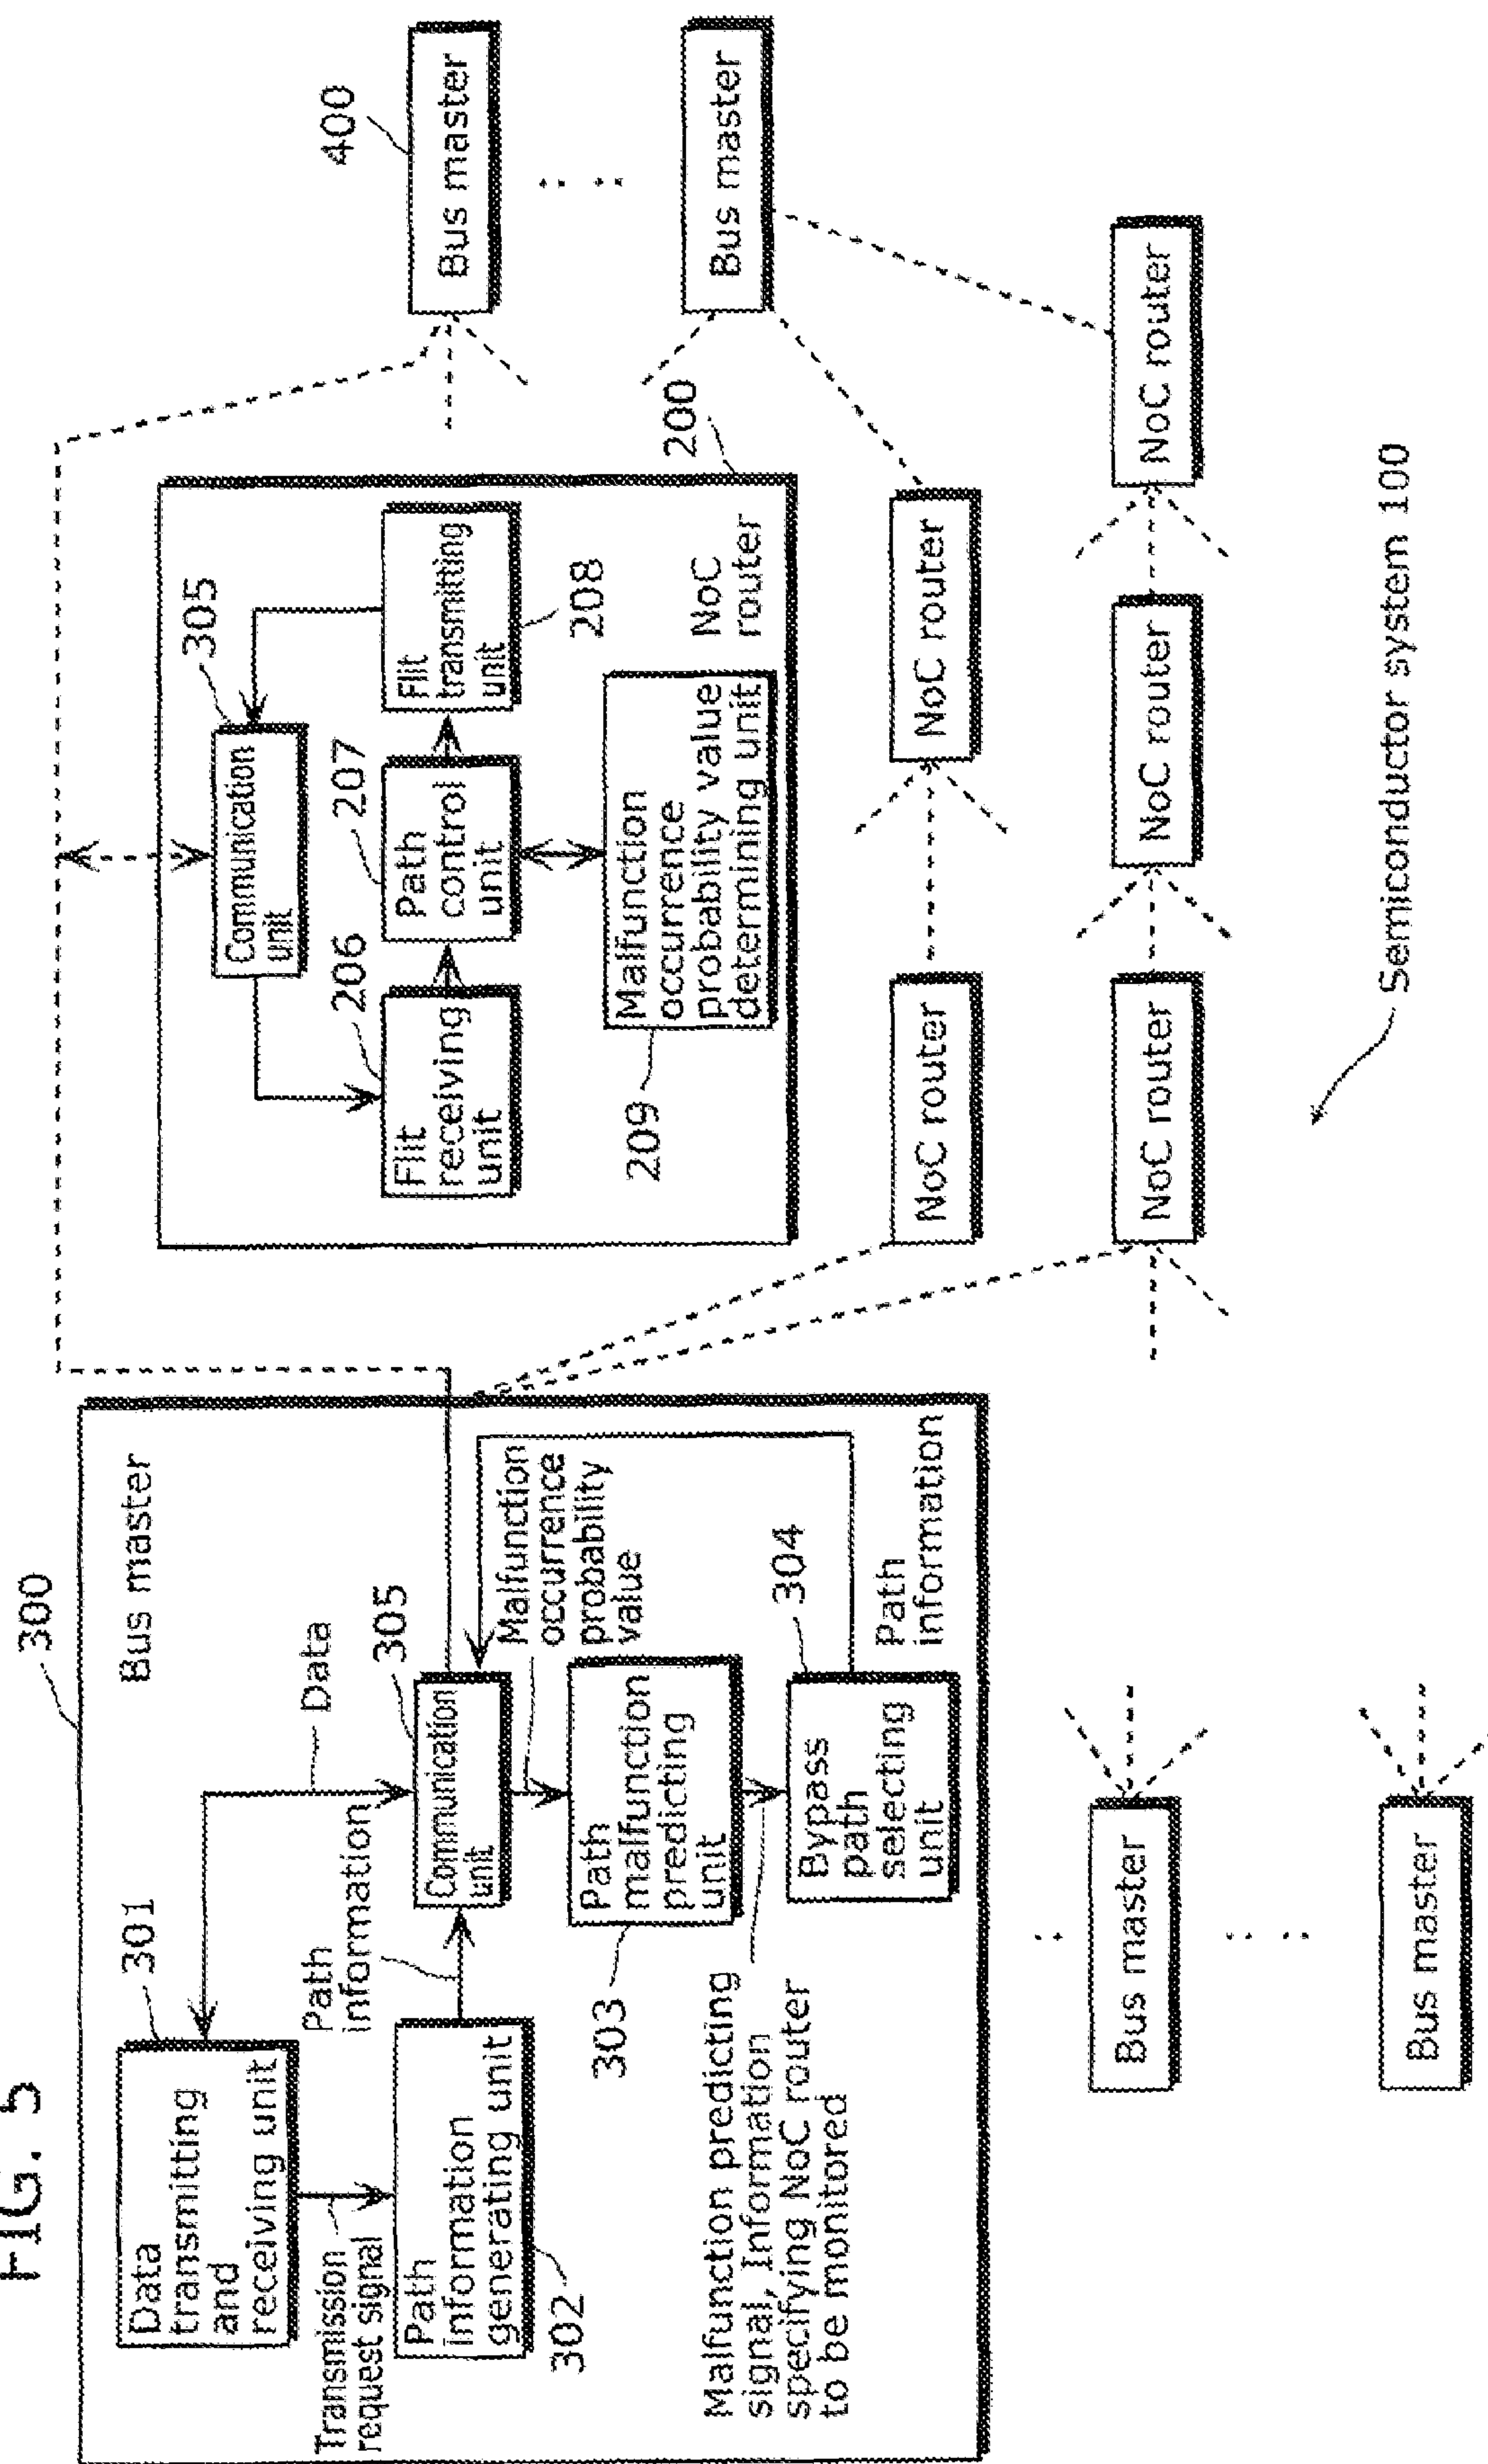 FIG. 5
300
Bus master
301
Data
transmitting
and
receiving unit
Data
Transmission
request signal
Path
information
305
Communication
unit
Path
information
generating unit
302
Malfunction
occurrence
probability
value
303
Path
malfunction
predicting
unit
304
Bypass
path
selecting
unit
Path
information
Malfunction predicting
signal, Information
specifying NoC router
to be monitored
Bus master
Bus master
305
Communication
unit
206
Flit
receiving
unit
207
Path
control
unit
Flit
transmitting
unit
208
209
Malfunction
occurrence
probability value
determining unit
NoC
router
200
400
Bus master
Bus master
NoC router
NoC router
NoC router
NoC router
NoC router
Semiconductor system 100